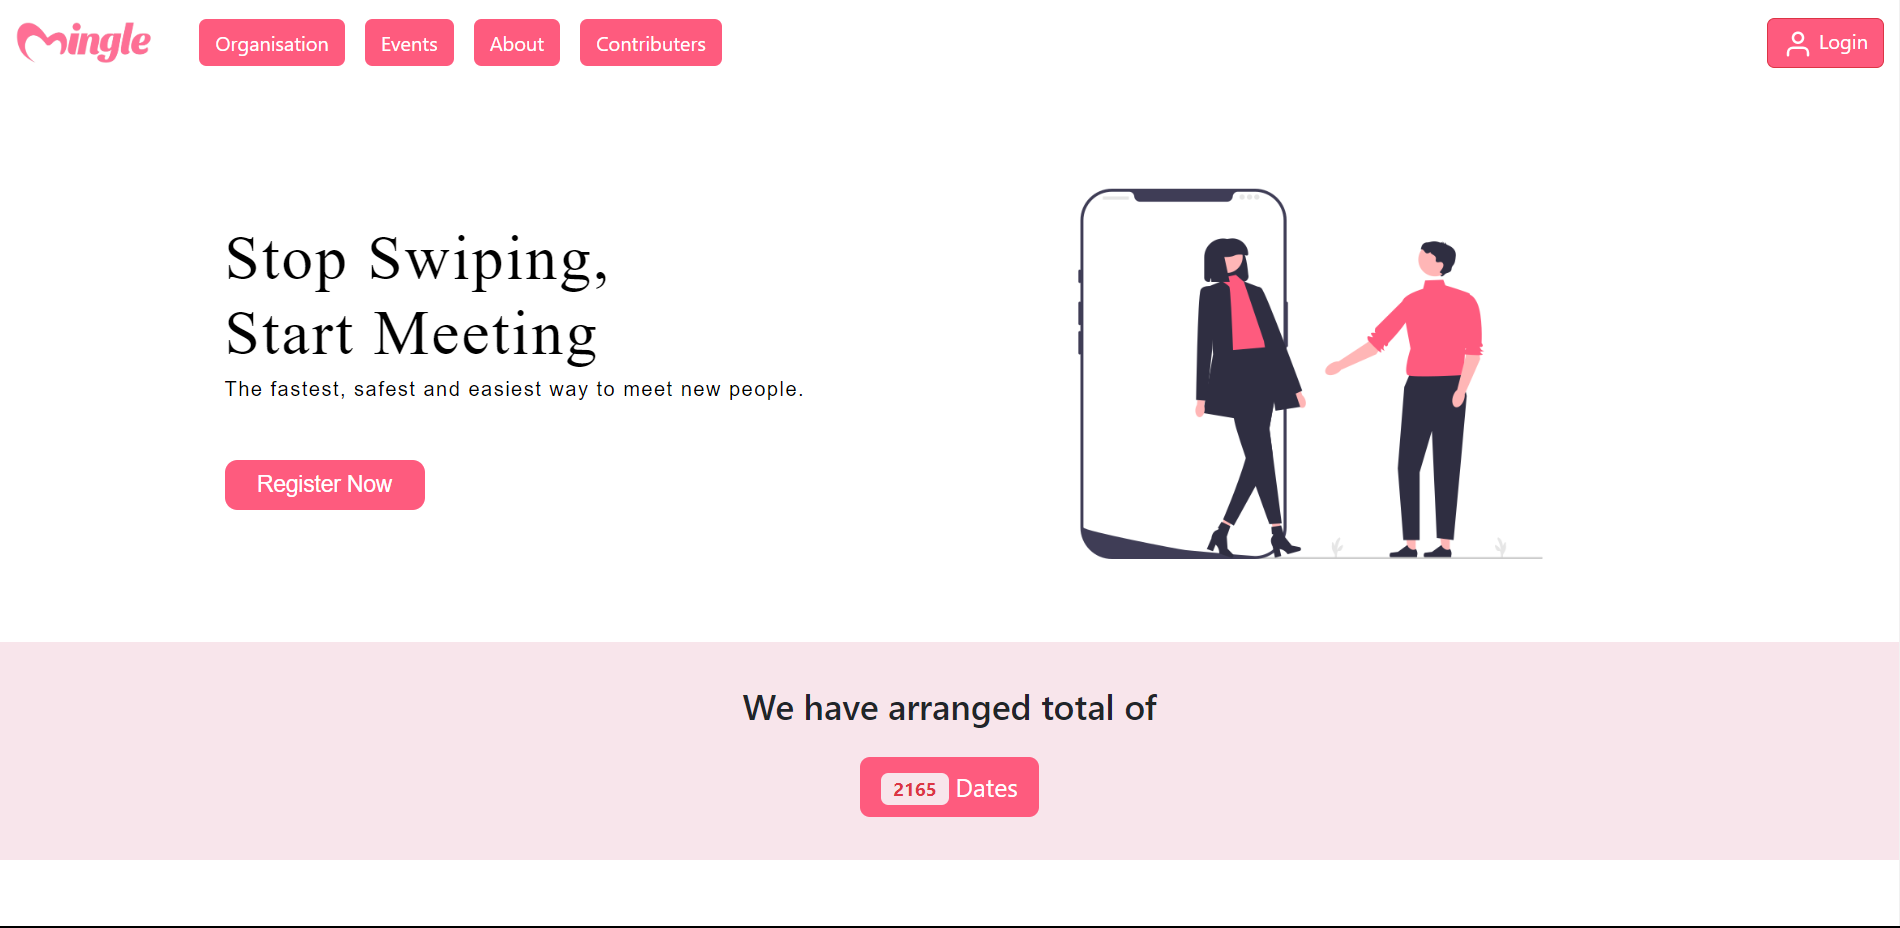 Mingle
Organisation
Events
About
Contributers
Login
Stop Swiping,
Start Meeting
The fastest, safest and easiest way to meet new people.
Register Now
We have arranged total of
2165 Dates